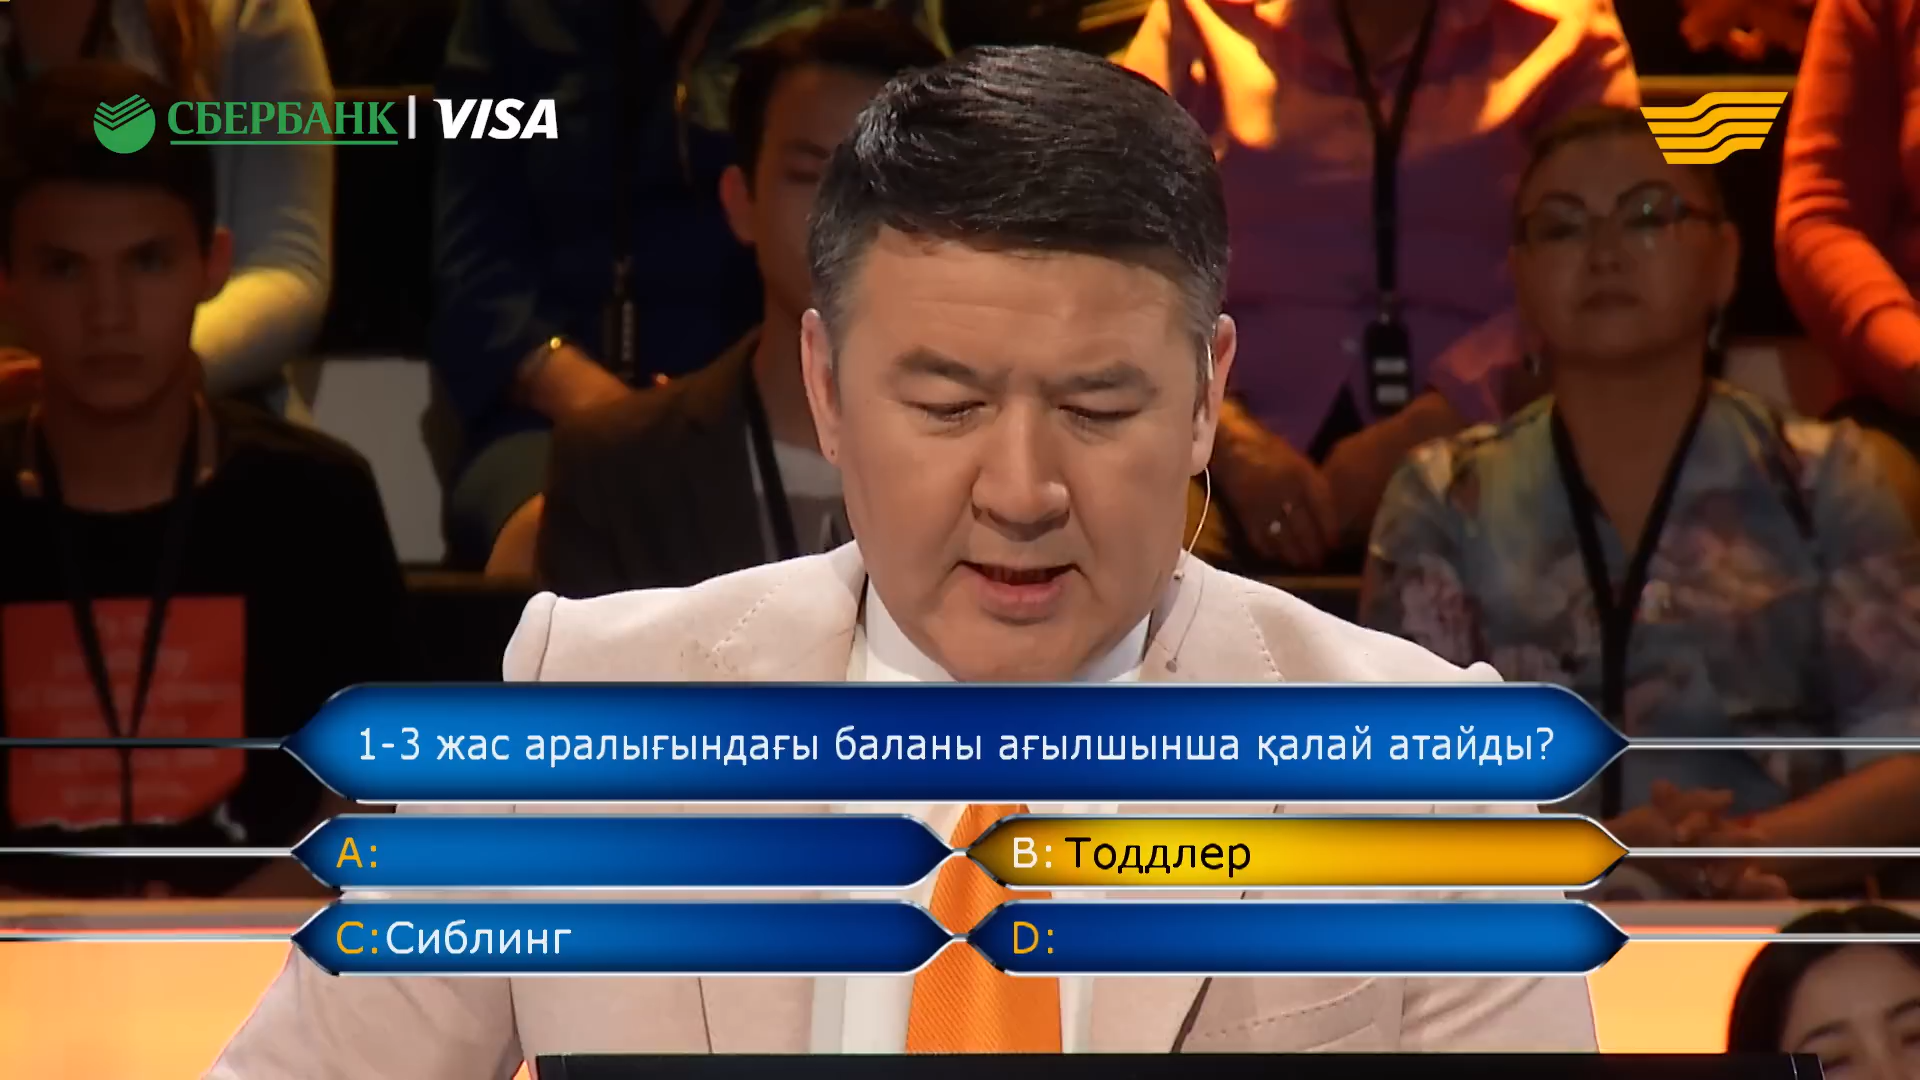 СБЕРБАНК | VISA
1-3 жас аралығындағы баланы ағылшынша қалай атайды?
A:
B: Тоддлер
C: Сиблинг
D: